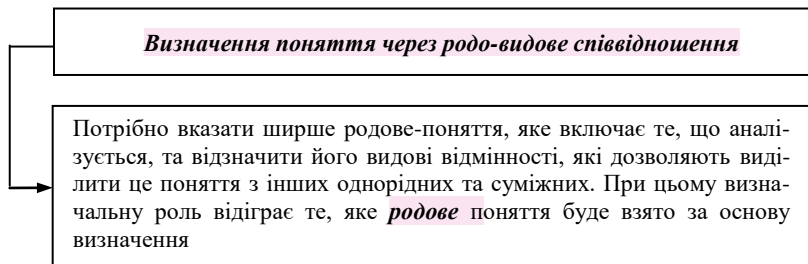 Визначення поняття через родо-видове співвідношення
Потрібно вказати ширше родове-поняття, яке включає те, що аналі-
зується, та відзначити його видові відмінності, які дозволяють виді-
лити це поняття з інших однорідних та суміжних. При цьому визна-
чальну роль відіграє те, яке родове поняття буде взято за основу
визначення